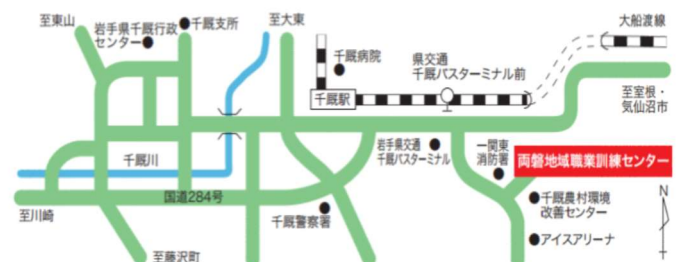 至東山
岩手県千厩行政
センター
千厩支所
至大東
大船渡線
千厩病院
県交通
千厩バスターミナル前
千厩駅
至室根・
気仙沼市
千厩川
岩手県交通
千厩バスターミナル
一関東
消防署
両磐地域職業訓練センター
国道284号
千厩農村環境
改善センター
N
至川崎
千厩警察署
アイスアリーナ
至藤沢町